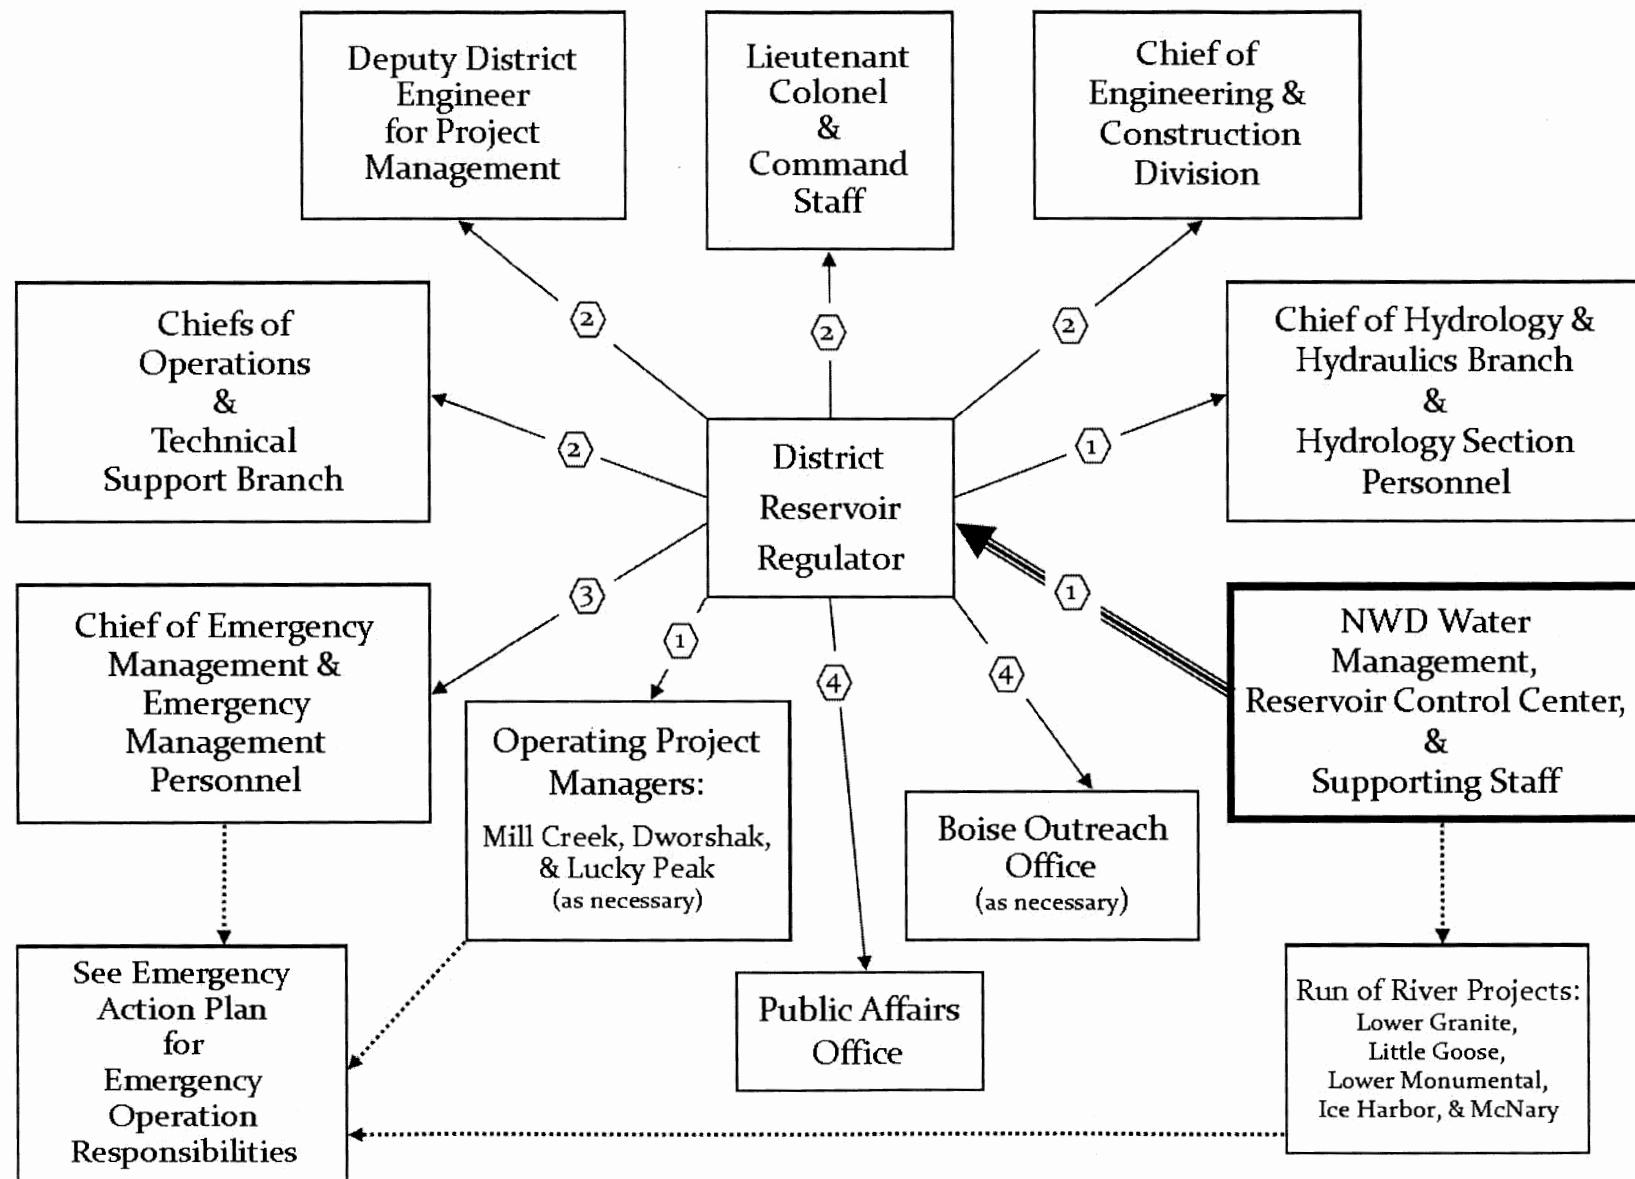 Deputy District
Engineer
for Project
Management
Lieutenant
Colonel
&
Command
Staff
Chief of
Engineering &
Construction
Division
2
2
2
Chiefs of
Operations
&
Technical
Support Branch
2
District
Reservoir
Regulator
1
Chief of Hydrology &
Hydraulics Branch
&
Hydrology Section
Personnel
Chief of Emergency
Management &
Emergency
Management
Personnel
3
1
4
4
1
NWD Water
Management,
Reservoir Control Center,
&
Supporting Staff
Operating Project
Managers:
Mill Creek, Dworshak,
& Lucky Peak
(as necessary)
Boise Outreach
Office
(as necessary)
See Emergency
Action Plan
for
Emergency
Operation
Responsibilities
Public Affairs
Office
Run of River Projects:
Lower Granite,
Little Goose,
Lower Monumental,
Ice Harbor, & McNary